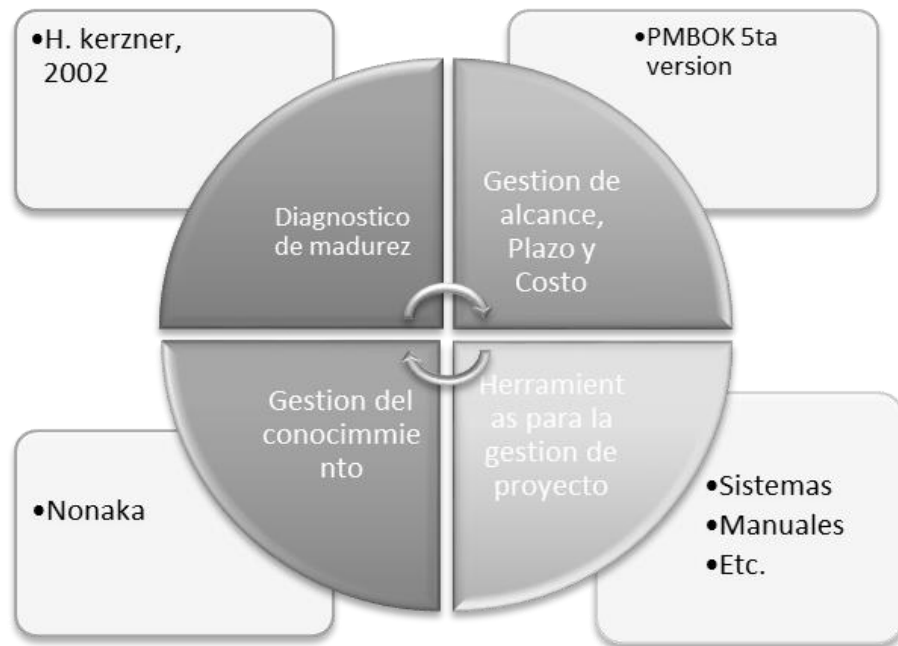 •H. kerzner,
2002
•PMBOK 5ta
version
Diagnostico
de madurez
Gestion de
alcance,
Plazo y
Costo
Gestion del
conocimmie
nto
Herramient
as para la
gestion de
proyecto
•Nonaka
•Sistemas
•Manuales
•Etc.